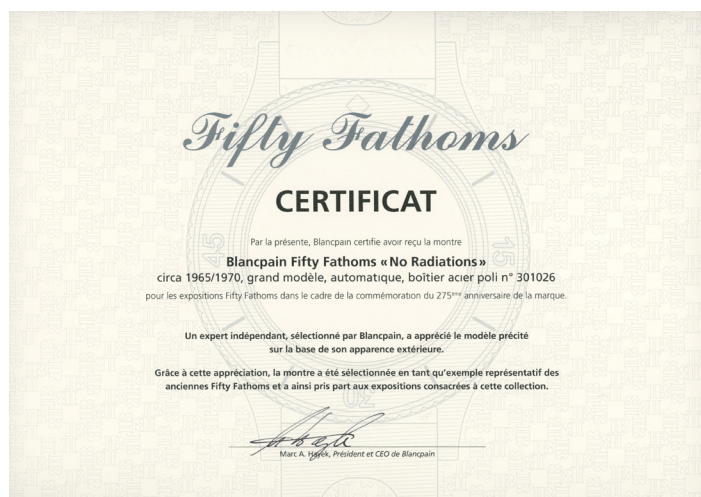 Fifty Fathoms
CERTIFICAT
Par la présente, Blancpain certifie avoir reçu la montre
Blancpain Fifty Fathoms «No Radiations»
circa 1965/1970, grand modèle, automatique, boîtier acier poli n° 301026
pour les expositions Fifty Fathoms dans le cadre de la commémoration du 275ème anniversaire de la marque.
45
15
Un expert indépendant, sélectionné par Blancpain, a apprécié le modèle précité
sur la base de son apparence extérieure.
Grâce à cette appréciation, la montre a été sélectionnée en tant qu'exemple représentatif des
anciennes Fifty Fathoms et a ainsi pris part aux expositions consacrées à cette collection.
30
Marc A. Hayek, Président et CEO de Blancpain